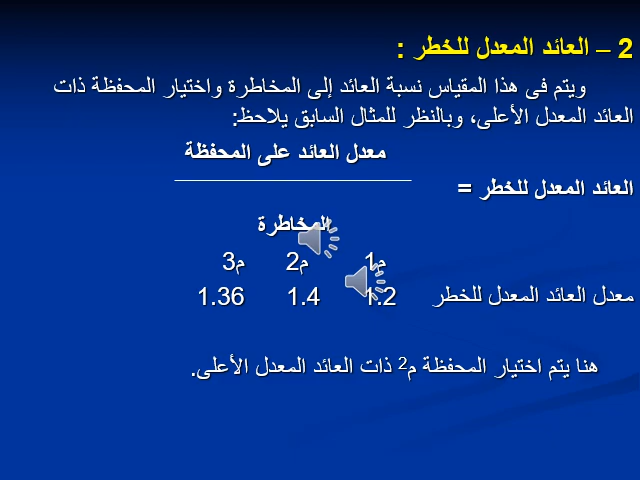 2 – العائد المعدل للخطر :
ويتم فى هذا المقياس نسبة العائد إلى المخاطرة واختيار المحفظة ذات
العائد المعدل الأعلى، وبالنظر للمثال السابق يلاحظ:
معدل العائد على المحفظة
العائد المعدل للخطر =
المخاطرة
م1 م2 م3
معدل العائد المعدل للخطر 1.2 1.4 1.36
هنا يتم اختيار المحفظة م2 ذات العائد المعدل الأعلى.